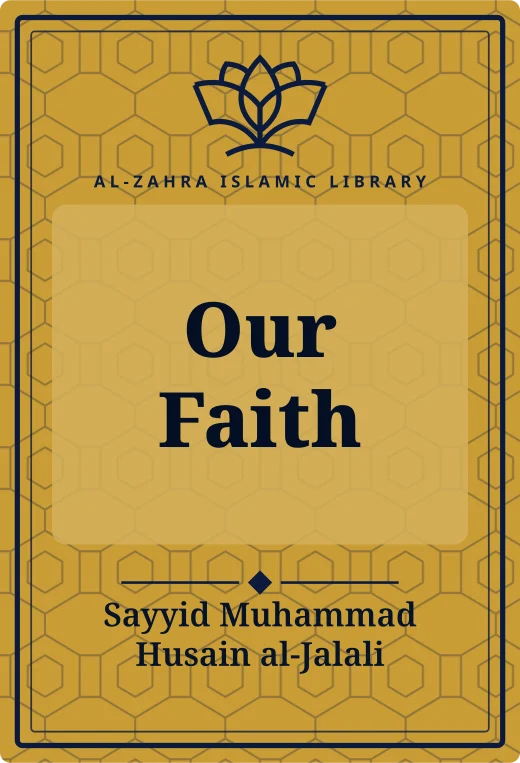 AL-ZAHRA ISLAMIC LIBRARY
Our
Faith
Sayyid Muhammad
Husain al-Jalali